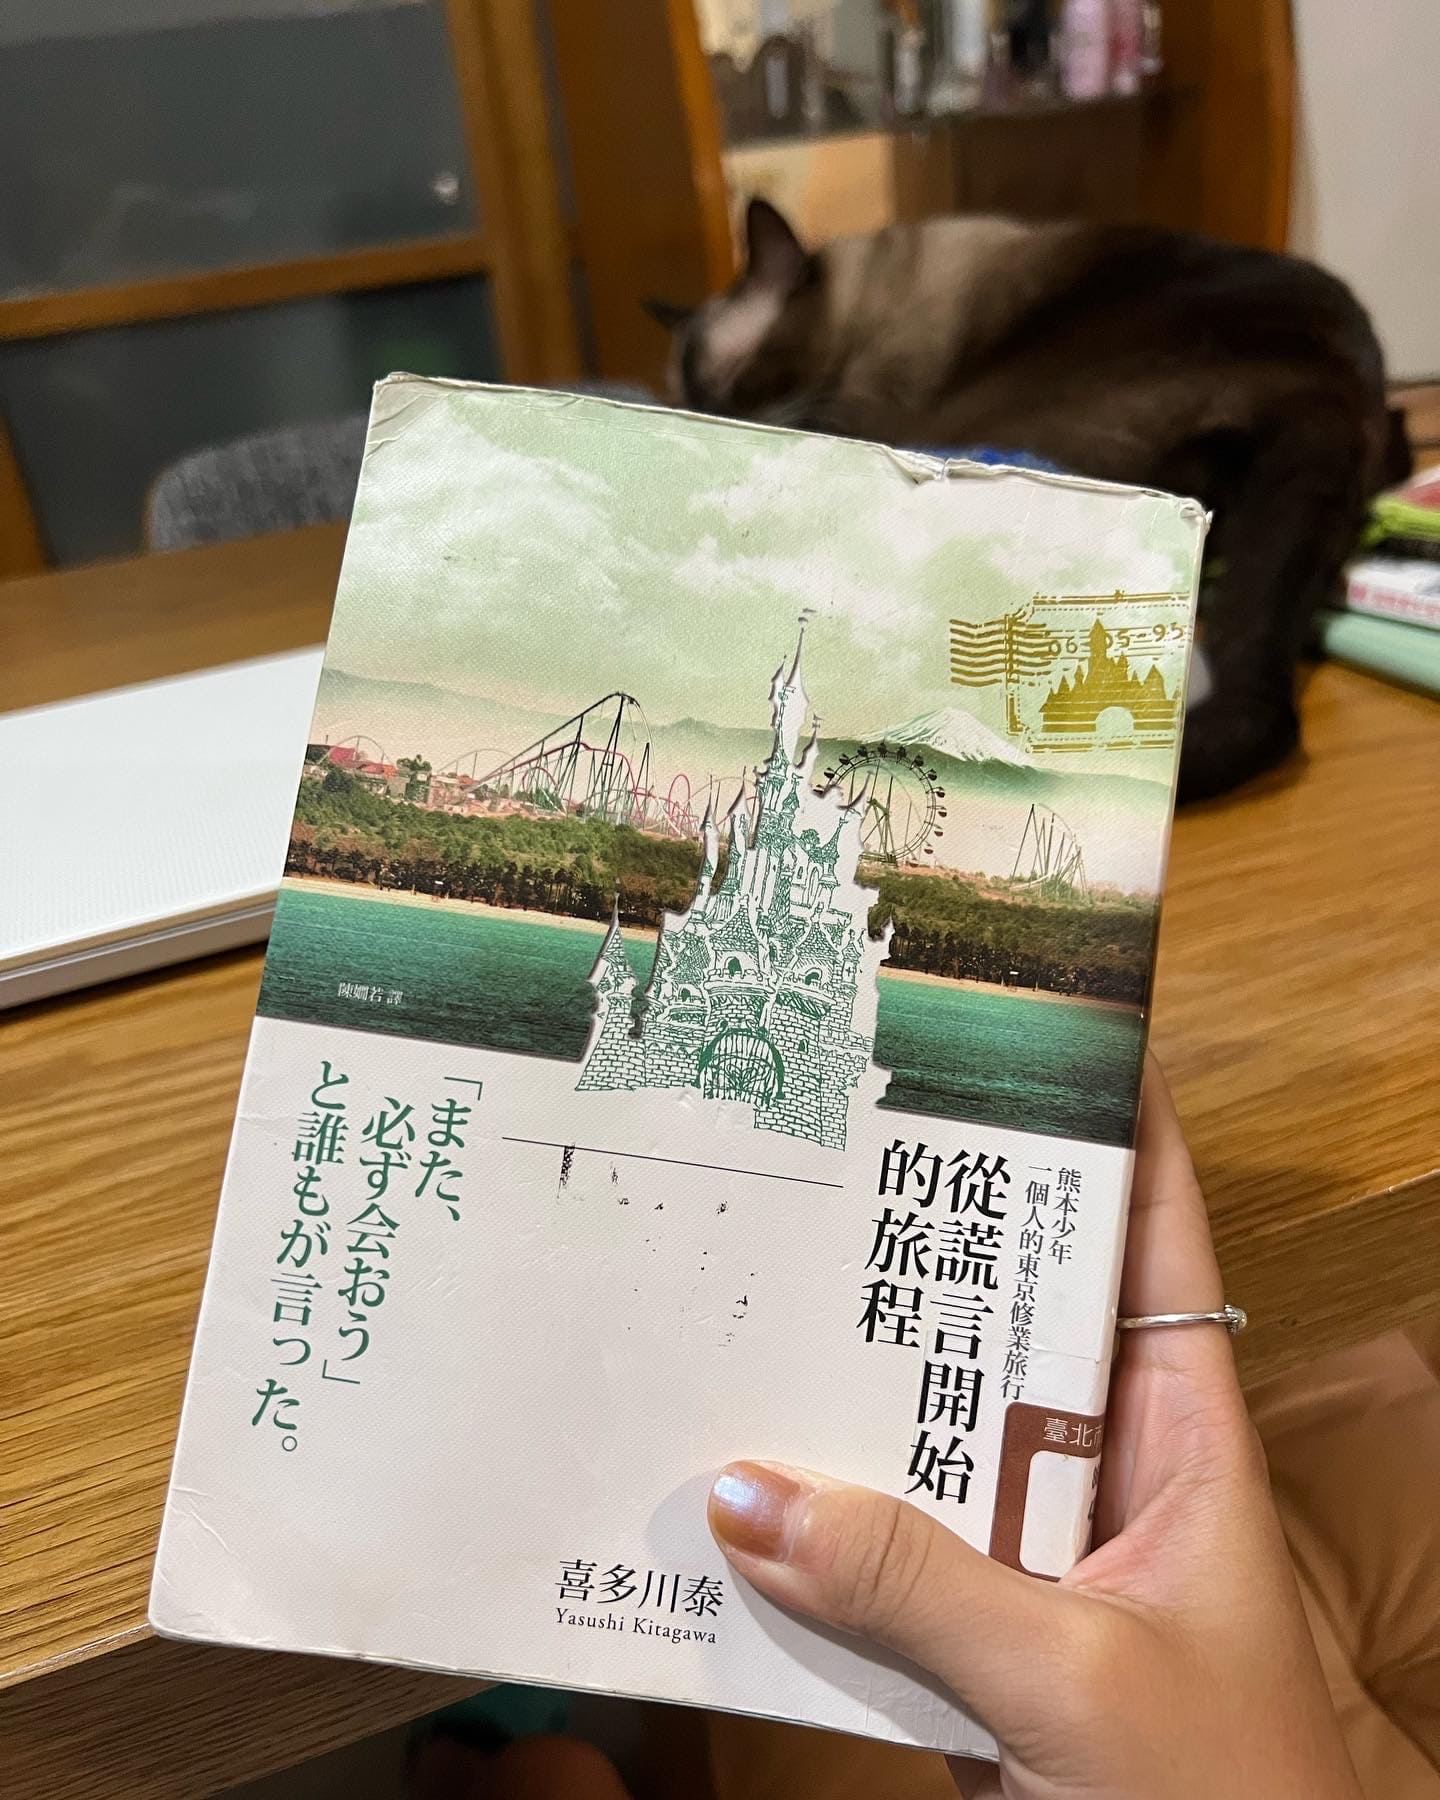 06-05-95
陳嫺若 譯
熊本少年
一個人的東京修業旅行
從謊言開始
的旅程
「また、
必ず会おう」
と誰もが言った。
臺北市
喜多川泰
Yasushi Kitagawa